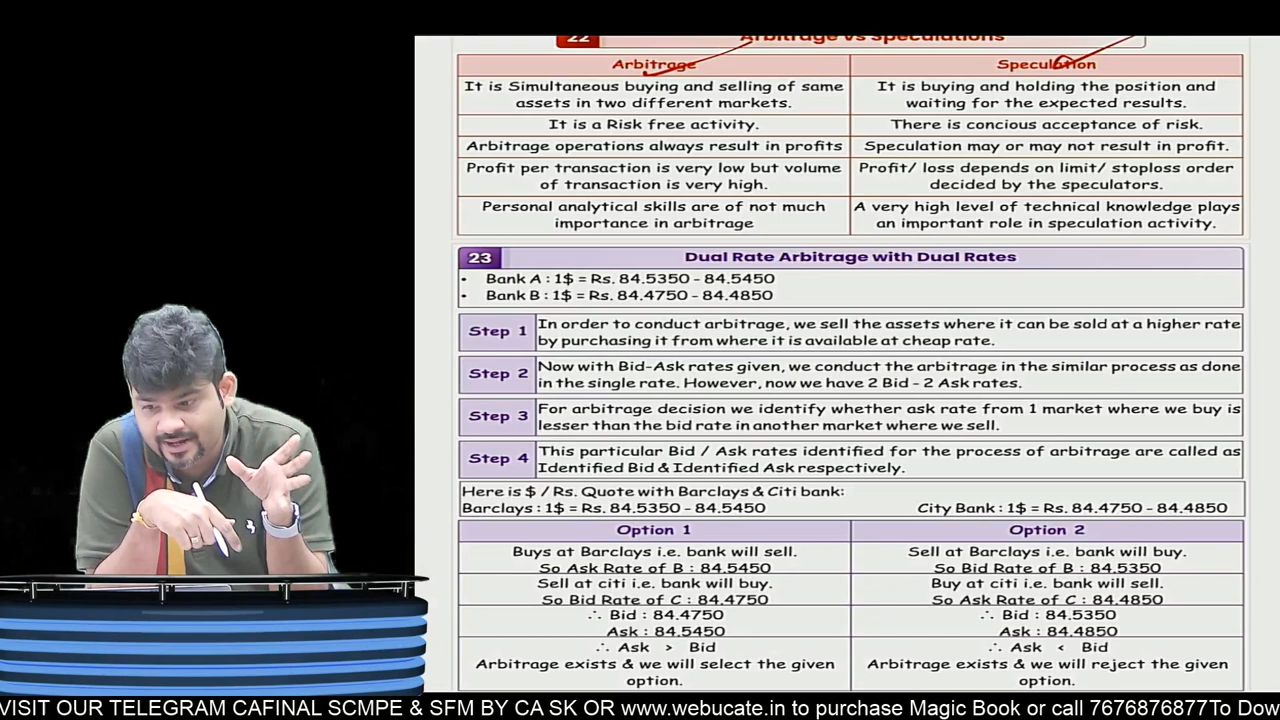 22 Arbitrage vs Speculations
Arbitrage Speculation
It is Simultaneous buying and selling of same
assets in two different markets.
It is buying and holding the position and
waiting for the expected results.
It is a Risk free activity.
There is concious acceptance of risk.
Arbitrage operations always result in profits
Speculation may or may not result in profit.
Profit per transaction is very low but volume
of transaction is very high.
Profit/ loss depends on limit/ stoploss order
decided by the speculators.
Personal analytical skills are of not much
importance in arbitrage
A very high level of technical knowledge plays
an important role in speculation activity.
23 Dual Rate Arbitrage with Dual Rates
• Bank A : 1$ = Rs. 84.5350 - 84.5450
• Bank B : 1$ = Rs. 84.4750 - 84.4850
Step 1
In order to conduct arbitrage, we sell the assets where it can be sold at a higher rate
by purchasing it from where it is available at cheap rate.
Step 2
Now with Bid-Ask rates given, we conduct the arbitrage in the similar process as done
in the single rate. However, now we have 2 Bid - 2 Ask rates.
Step 3
For arbitrage decision we identify whether ask rate from 1 market where we buy is
lesser than the bid rate in another market where we sell.
Step 4
This particular Bid / Ask rates identified for the process of arbitrage are called as
Identified Bid & Identified Ask respectively.
Here is $ / Rs. Quote with Barclays & Citi bank:
Barclays : 1$ = Rs. 84.5350 - 84.5450 City Bank : 1$ = Rs. 84.4750 - 84.4850
Option 1 Option 2
Buys at Barclays i.e. bank will sell.
So Ask Rate of B : 84.5450
Sell at Barclays i.e. bank will buy.
So Bid Rate of B : 84.5350
Sell at citi i.e. bank will buy.
So Bid Rate of C : 84.4750
Buy at citi i.e. bank will sell.
So Ask Rate of C : 84.4850
∴ Bid : 84.4750
Ask : 84.5450
∴ Bid : 84.5350
Ask : 84.4850
∴ Ask > Bid
Arbitrage exists & we will select the given
option.
∴ Ask < Bid
Arbitrage exists & we will reject the given
option.
VISIT OUR TELEGRAM CAFINAL SCMPE & SFM BY CA SK OR www.webucate.in to purchase Magic Book or call 7676876877To Dow